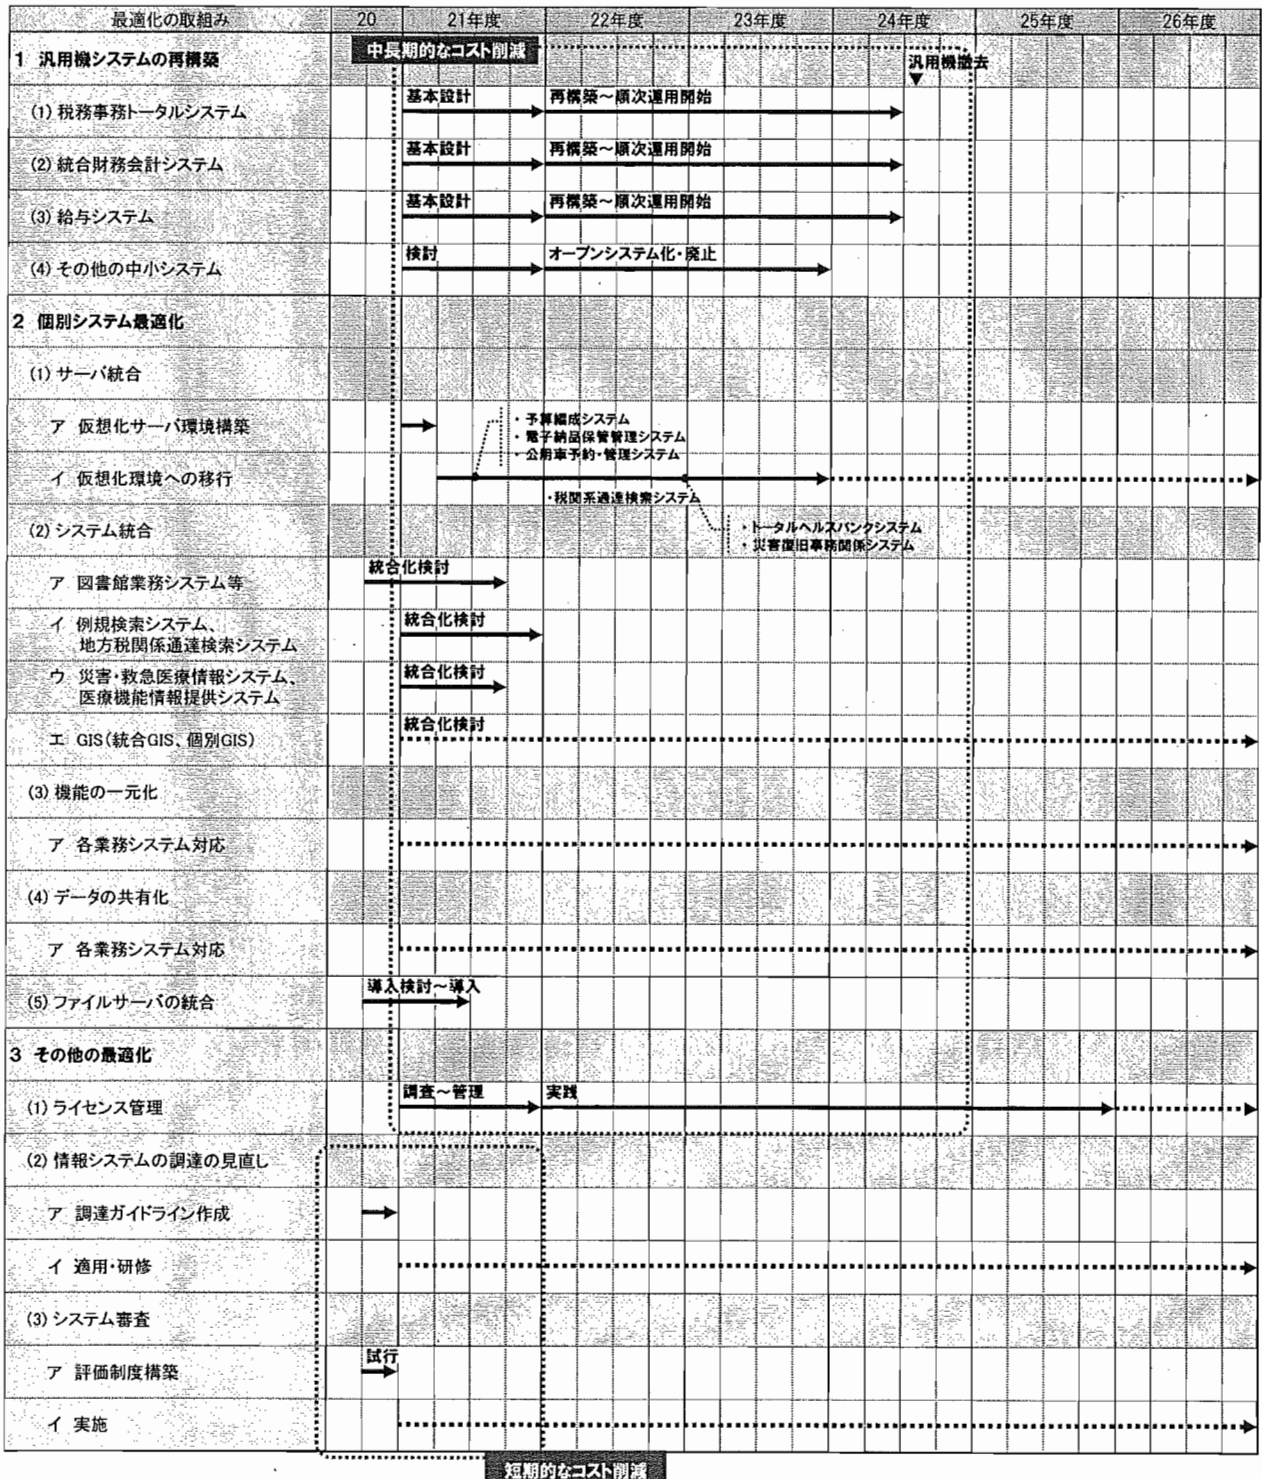 最適化の取組み 20 21年度 22年度 23年度 24年度 25年度 26年度
中長期的なコスト削減
1 汎用機システムの再構築
汎用機撤去
▼
(1) 税務事務トータルシステム
基本設計 再構築～順次運用開始
(2) 統合財務会計システム
基本設計 再構築～順次運用開始
(3) 給与システム
基本設計 再構築～順次運用開始
(4) その他の中小システム
検討 オープンシステム化・廃止
2 個別システム最適化
(1) サーバ統合
ア 仮想化サーバ環境構築
・予算編成システム
・電子納品保管管理システム
・公用車予約・管理システム
イ 仮想化環境への移行
・税関系通達検索システム
(2) システム統合
・トータルヘルスバンクシステム
・災害復旧事務関係システム
ア 図書館業務システム等
統合化検討
イ 例規検索システム、
地方税関係通達検索システム
統合化検討
ウ 災害・救急医療情報システム、
医療機能情報提供システム
統合化検討
エ GIS(統合GIS、個別GIS)
統合化検討
(3) 機能の一元化
ア 各業務システム対応
(4) データの共有化
ア 各業務システム対応
(5) ファイルサーバの統合
導入検討～導入
3 その他の最適化
(1) ライセンス管理
調査～管理 実践
(2) 情報システムの調達の見直し
ア 調達ガイドライン作成
イ 適用・研修
(3) システム審査
ア 評価制度構築
試行
イ 実施
短期的なコスト削減